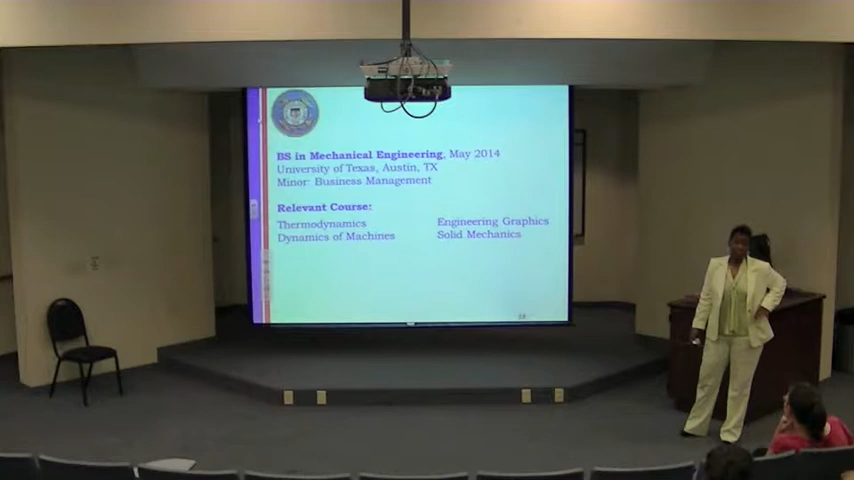 BS in Mechanical Engineering, May 2014
University of Texas, Austin, TX
Minor: Business Management
Relevant Course:
Thermodynamics Engineering Graphics
Dynamics of Machines Solid Mechanics